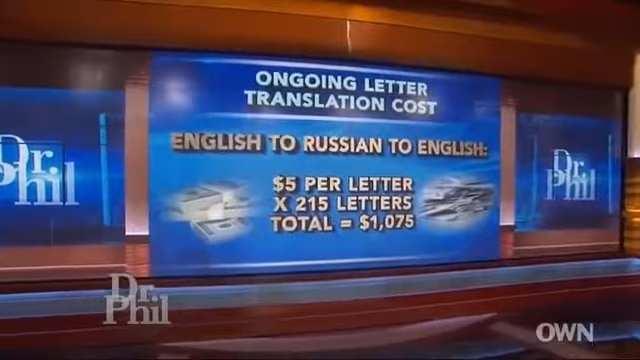 ONGOING LETTER
TRANSLATION COST
ENGLISH TO RUSSIAN TO ENGLISH:
$5 PER LETTER
X 215 LETTERS
TOTAL = $1,075
Dr.
Phil
Dr.
Phil
Dr.
Phil
OWN